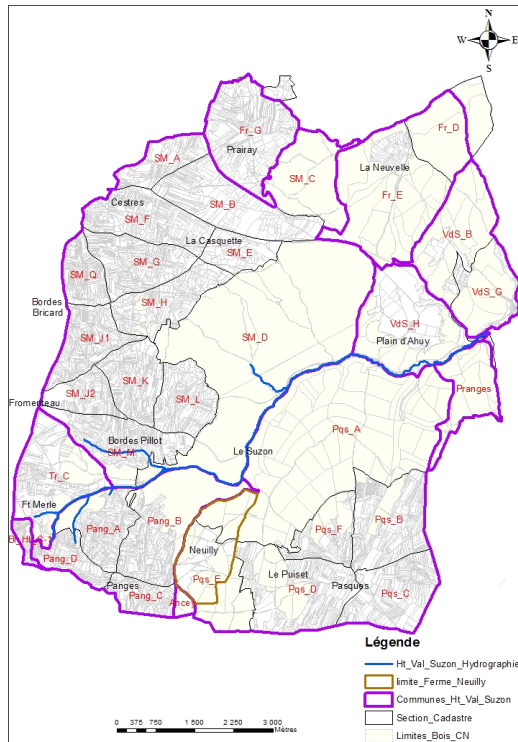 N
W E
S
Fr_G
Prairay
Fr_D
SM_A
SM_C
La Neuvelle
Fr_E
Cestres
SM_B
SM_F
VdS_B
La Casquette
SM_E
SM_G
SM_Q
VdS_G
SM_H
Bordes
Bricard
VdS_H
SM_J1
SM_D
Plain d'Ahuy
SM_K
Pranges
SM_J2
SM_L
Fromenteau
Pqs_A
Bordes Pillot
SM_M
Le Suzon
Tr_C
Ft Merle
Pang_A
Pang_B
Pqs_B
Pqs_F
Neuilly
Pang_D
Le Puiset
Panges
Pqs_E
Pasques
Pqs_D
Pang_C
Pqs_C
Ancey
Légende
Ht_Val_Suzon_Hydrographie
limite_Ferme_Neuilly
Communes_Ht_Val_Suzon
Section_Cadastre
Limites_Bois_CN
0 375 750 1 500 2 250 3 000
Mètres